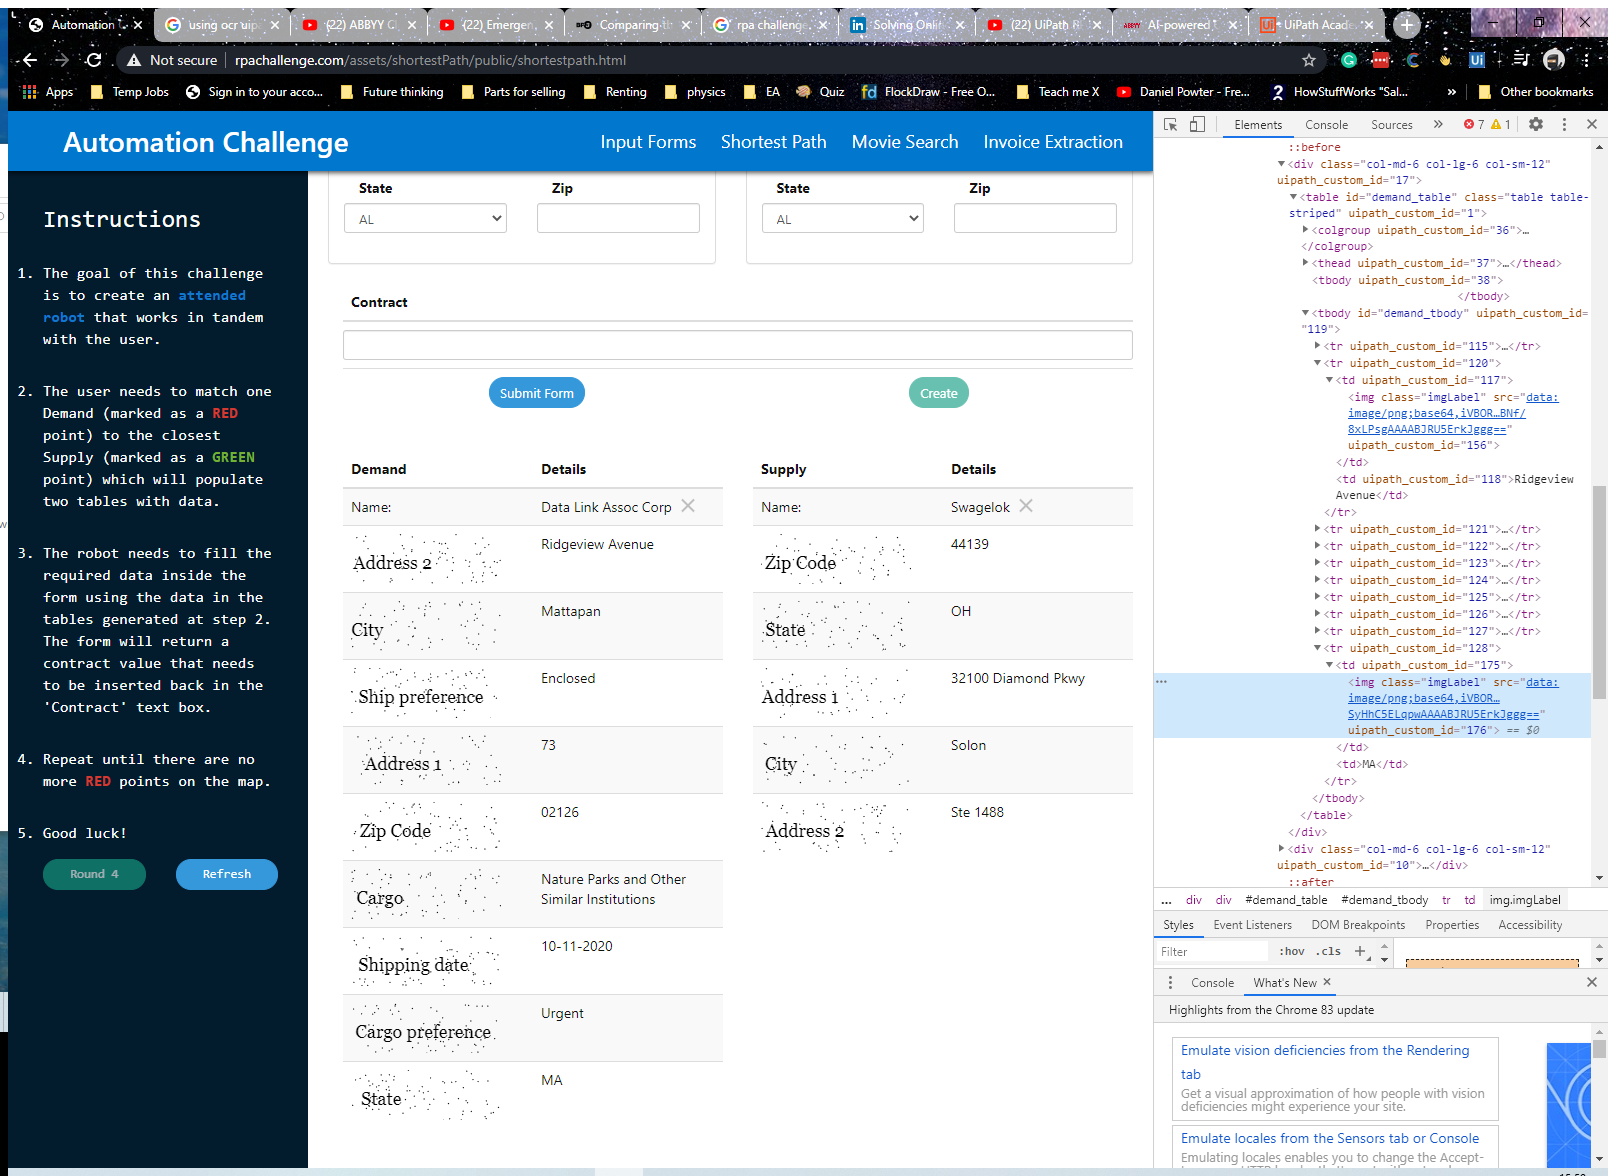 Automation
using ocr uip
(22) ABBYY C
(22) Emergen
Comparing-th
rpa challenge
Solving Onli
(22) UiPath R
ABBYY AI-powered
UiPath Acade
Not secure | rpachallenge.com/assets/shortestPath/public/shortestpath.html
Apps Temp Jobs Sign in to your acco... Future thinking Parts for selling Renting physics EA Quiz FlockDraw - Free O... Teach me X Daniel Powter - Fre... HowStuffWorks "Sal... » Other bookmarks
Automation Challenge
Input Forms Shortest Path Movie Search Invoice Extraction
Instructions
1. The goal of this challenge
is to create an attended
robot that works in tandem
with the user.
2. The user needs to match one
Demand (marked as a RED
point) to the closest
Supply (marked as a GREEN
point) which will populate
two tables with data.
3. The robot needs to fill the
required data inside the
form using the data in the
tables generated at step 2.
The form will return a
contract value that needs
to be inserted back in the
'Contract' text box.
4. Repeat until there are no
more RED points on the map.
5. Good luck!
Round 4 Refresh
State Zip State Zip
AL AL
Contract
Submit Form Create
Demand Details
Name: Data Link Assoc Corp
Address 2 Ridgeview Avenue
City Mattapan
Ship preference Enclosed
Address 1 73
Zip Code 02126
Cargo Nature Parks and Other
Similar Institutions
Shipping date 10-11-2020
Cargo preference Urgent
State MA
Supply Details
Name: Swagelok
Zip Code 44139
State OH
Address 1 32100 Diamond Pkwy
City Solon
Address 2 Ste 1488
Elements Console Sources » 7 1
::before
<div class="col-md-6 col-lg-6 col-sm-12"
uipath_custom_id="17">
<table id="demand_table" class="table table-
striped" uipath_custom_id="1">
<colgroup uipath_custom_id="36">…
</colgroup>
<thead uipath_custom_id="37">…</thead>
<tbody uipath_custom_id="38">
</tbody>
<tbody id="demand_tbody" uipath_custom_id=
"119">
<tr uipath_custom_id="115">…</tr>
<tr uipath_custom_id="120">
<td uipath_custom_id="117">
<img class="imgLabel" src="data:
image/png;base64,iVBOR…BNf/
8xLPsgAAAABJRU5ErkJggg=="
uipath_custom_id="156">
</td>
<td uipath_custom_id="118">Ridgeview
Avenue</td>
</tr>
<tr uipath_custom_id="121">…</tr>
<tr uipath_custom_id="122">…</tr>
<tr uipath_custom_id="123">…</tr>
<tr uipath_custom_id="124">…</tr>
<tr uipath_custom_id="125">…</tr>
<tr uipath_custom_id="126">…</tr>
<tr uipath_custom_id="127">…</tr>
<tr uipath_custom_id="128">
<td uipath_custom_id="175">
<img class="imgLabel" src="data:
image/png;base64,iVBOR…
SyHhC5ELqpwAAAABJRU5ErkJggg=="
uipath_custom_id="176"> == $0
</td>
<td>MA</td>
</tr>
</tbody>
</table>
</div>
<div class="col-md-6 col-lg-6 col-sm-12"
uipath_custom_id="10">…</div>
::after
... div div #demand_table #demand_tbody tr td img.imgLabel
Styles Event Listeners DOM Breakpoints Properties Accessibility
Filter :hov .cls +
Console What's New
Highlights from the Chrome 83 update
Emulate vision deficiencies from the Rendering
tab
Get a visual approximation of how people with vision
deficiencies might experience your site.
Emulate locales from the Sensors tab or Console
Emulating locales enables you to change the Accept-